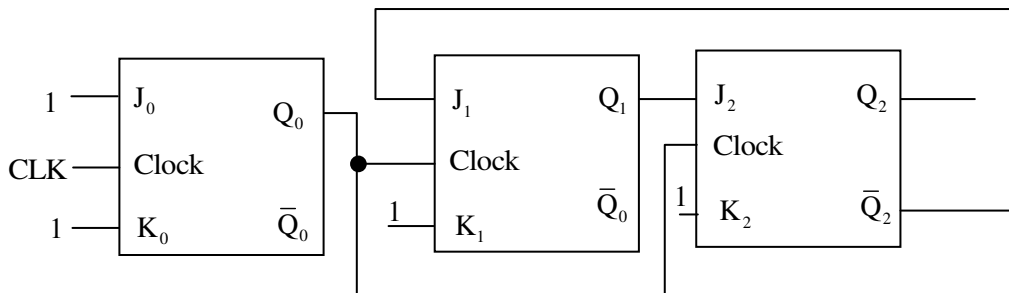 1 J₀ Q₀
CLK Clock
1 K₀ Q̄₀
J₁ Q₁
Clock
1 K₁ Q̄₀
J₂ Q₂
Clock
1 K₂ Q̄₂